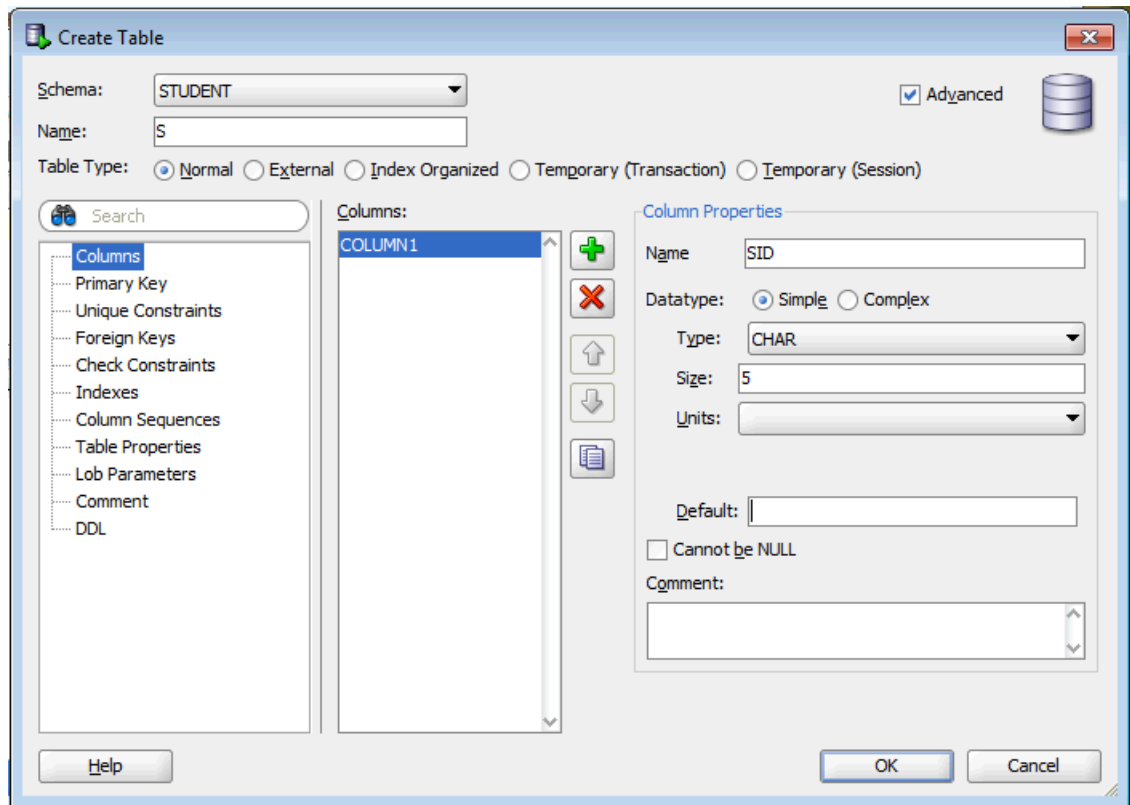 Create Table
Schema: STUDENT
Advanced
Name: S
Table Type: Normal External Index Organized Temporary (Transaction) Temporary (Session)
Search
Columns
Primary Key
Unique Constraints
Foreign Keys
Check Constraints
Indexes
Column Sequences
Table Properties
Lob Parameters
Comment
DDL
Columns:
COLUMN1
Column Properties
Name SID
Datatype: Simple Complex
Type: CHAR
Size: 5
Units:
Default:
Cannot be NULL
Comment:
Help
OK
Cancel